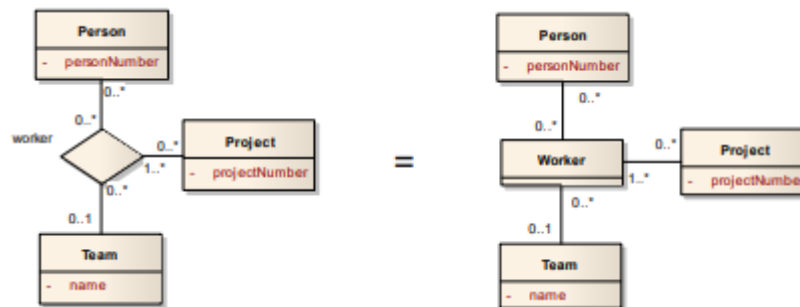 Person
- personNumber
0..*
0..*
worker
0..*
1..*
Project
- projectNumber
0..*
0..1
Team
- name
=
Person
- personNumber
0..*
0..*
Worker
0..*
1..*
Project
- projectNumber
0..*
0..1
Team
- name